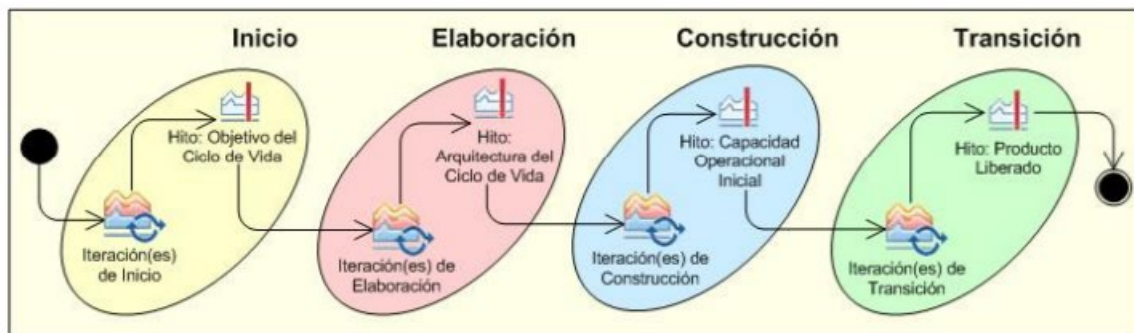 Inicio
Elaboración
Construcción
Transición
Hito: Objetivo del
Ciclo de Vida
Iteración(es)
de Inicio
Hito:
Arquitectura del
Ciclo de Vida
Iteración(es) de
Elaboración
Hito: Capacidad
Operacional
Inicial
Iteración(es) de
Construcción
Hito: Producto
Liberado
Iteración(es) de
Transición